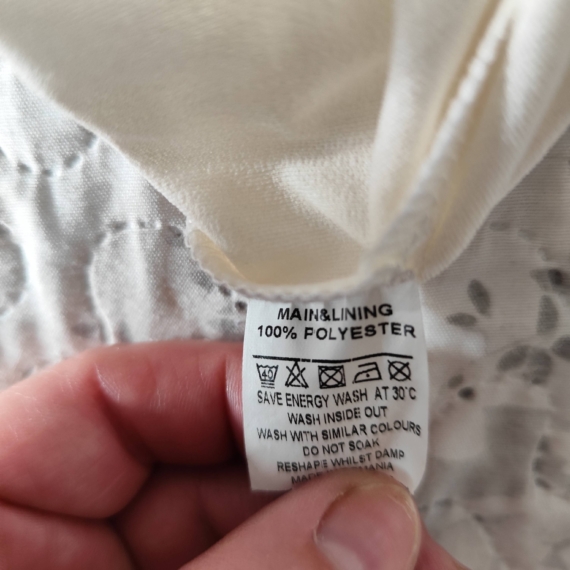 MAIN&LINING
100% POLYESTER
40
SAVE ENERGY WASH AT 30°C
WASH INSIDE OUT
WASH WITH SIMILAR COLOURS
DO NOT SOAK
RESHAPE WHILST DAMP